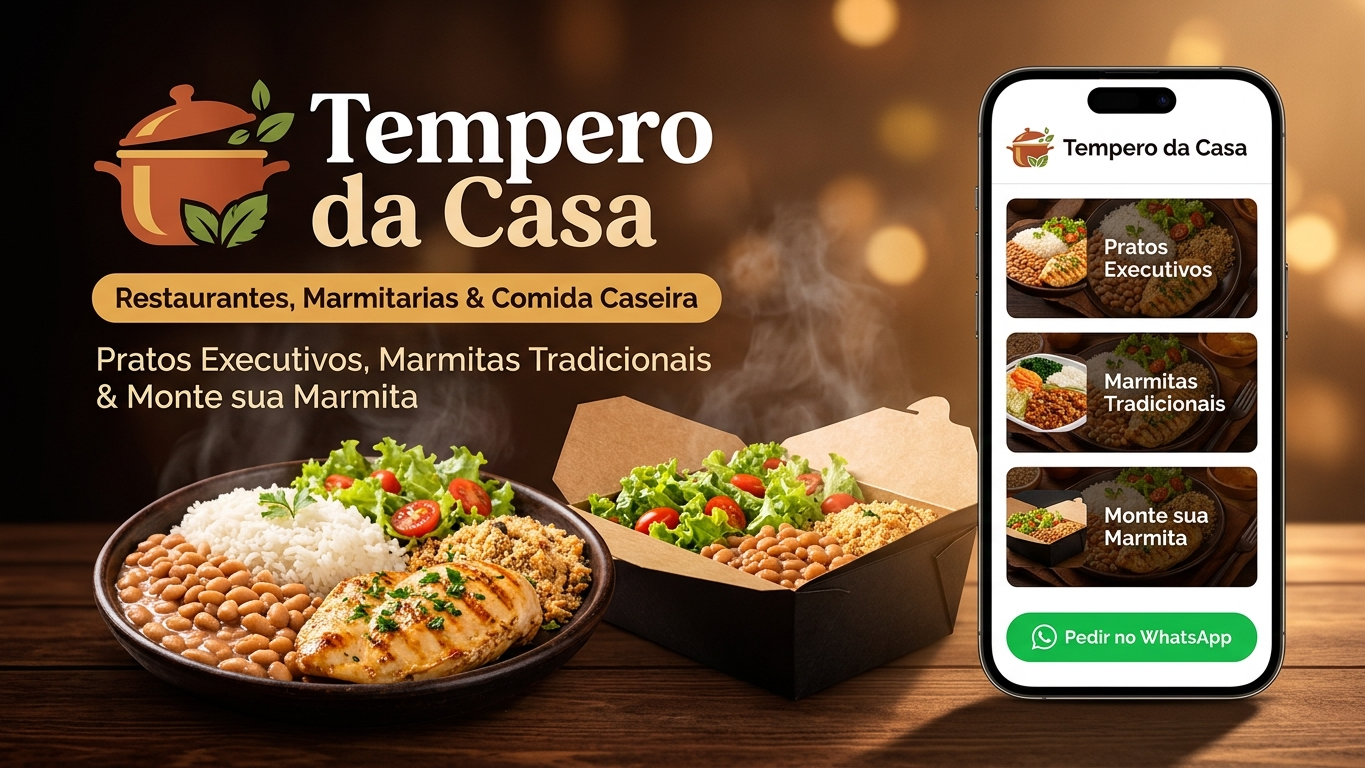 Tempero
da Casa
Restaurantes, Marmitarias & Comida Caseira
Pratos Executivos, Marmitas Tradicionais
& Monte sua Marmita
Tempero da Casa
Pratos
Executivos
Marmitas
Tradicionais
Monte sua
Marmita
Pedir no WhatsApp